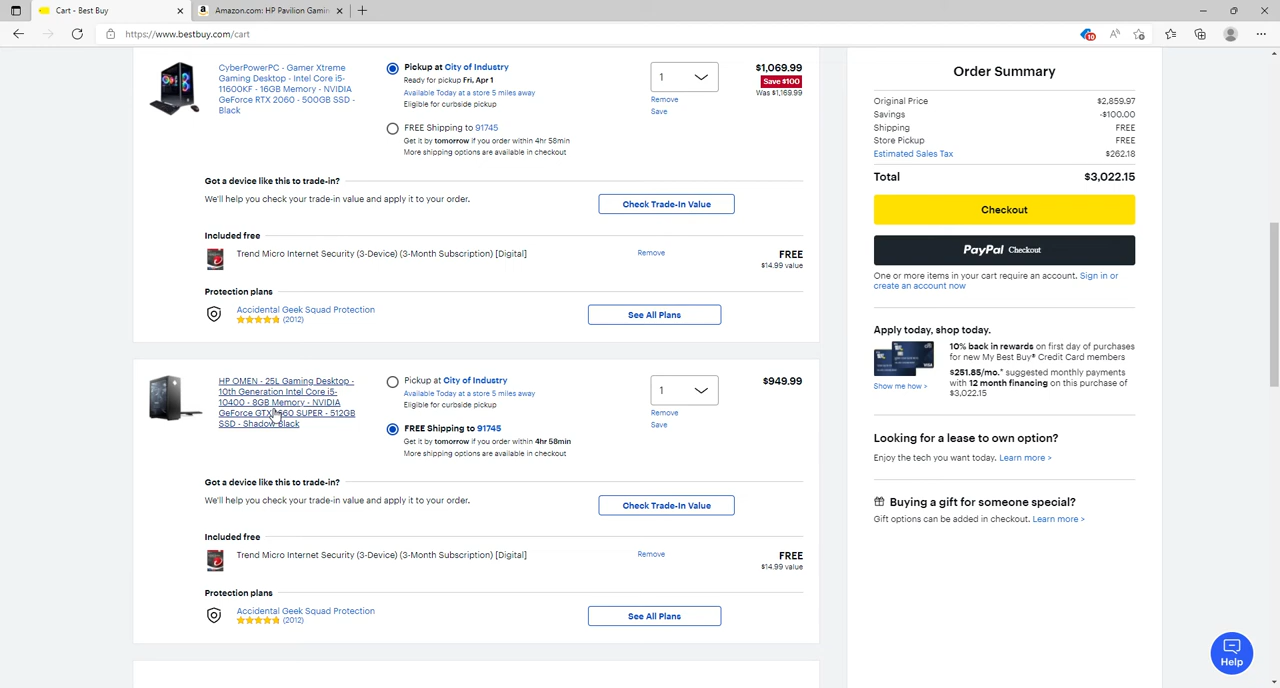 Cart - Best Buy
Amazon.com: HP Pavilion Gamin
https://www.bestbuy.com/cart
10
CyberPowerPC - Gamer Xtreme
Gaming Desktop - Intel Core i5-
11600KF - 16GB Memory - NVIDIA
GeForce RTX 2060 - 500GB SSD -
Black
Pickup at City of Industry
Ready for pickup Fri, Apr 1
Available Today at a store 5 miles away
Eligible for curbside pickup
FREE Shipping to 91745
Get it by tomorrow if you order within 4hr 58min
More shipping options are available in checkout
1
Remove
Save
$1,069.99
Save $100
Was $1,169.99
Got a device like this to trade-in?
We'll help you check your trade-in value and apply it to your order.
Check Trade-In Value
Included free
Trend Micro Internet Security (3-Device) (3-Month Subscription) [Digital]
Remove
FREE
$14.99 value
Protection plans
Accidental Geek Squad Protection
(2012)
See All Plans
HP OMEN - 25L Gaming Desktop -
10th Generation Intel Core i5-
10400 - 8GB Memory - NVIDIA
GeForce GTX 1660 SUPER - 512GB
SSD - Shadow Black
Pickup at City of Industry
Available Today at a store 5 miles away
Eligible for curbside pickup
FREE Shipping to 91745
Get it by tomorrow if you order within 4hr 58min
More shipping options are available in checkout
1
Remove
Save
$949.99
Got a device like this to trade-in?
We'll help you check your trade-in value and apply it to your order.
Check Trade-In Value
Included free
Trend Micro Internet Security (3-Device) (3-Month Subscription) [Digital]
Remove
FREE
$14.99 value
Protection plans
Accidental Geek Squad Protection
(2012)
See All Plans
Order Summary
Original Price $2,859.97
Savings -$100.00
Shipping FREE
Store Pickup FREE
Estimated Sales Tax $262.18
Total $3,022.15
Checkout
PayPal Checkout
One or more items in your cart require an account. Sign in or
create an account now
Apply today, shop today.
10% back in rewards on first day of purchases
for new My Best Buy® Credit Card members
$251.85/mo.* suggested monthly payments
with 12 month financing on this purchase of
$3,022.15
Show me how >
Looking for a lease to own option?
Enjoy the tech you want today. Learn more >
Buying a gift for someone special?
Gift options can be added in checkout. Learn more >
Help